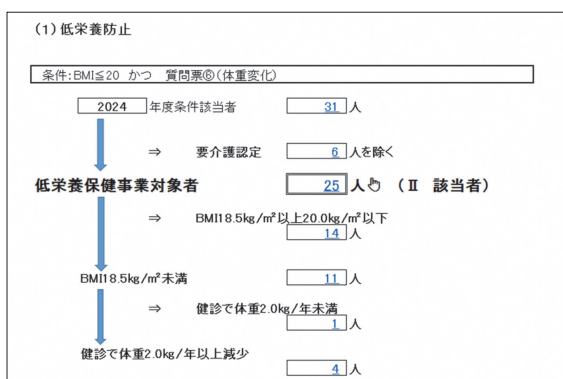 (1)低栄養防止
条件:BMI≦20 かつ 質問票⑥(体重変化)
2024 年度条件該当者 31 人
⇒ 要介護認定 6 人を除く
低栄養保健事業対象者 25 人 (Ⅱ 該当者)
⇒ BMI18.5kg/m²以上20.0kg/m²以下
14 人
BMI18.5kg/m²未満 11 人
⇒ 健診で体重2.0kg/年未満
1 人
健診で体重2.0kg/年以上減少
4 人